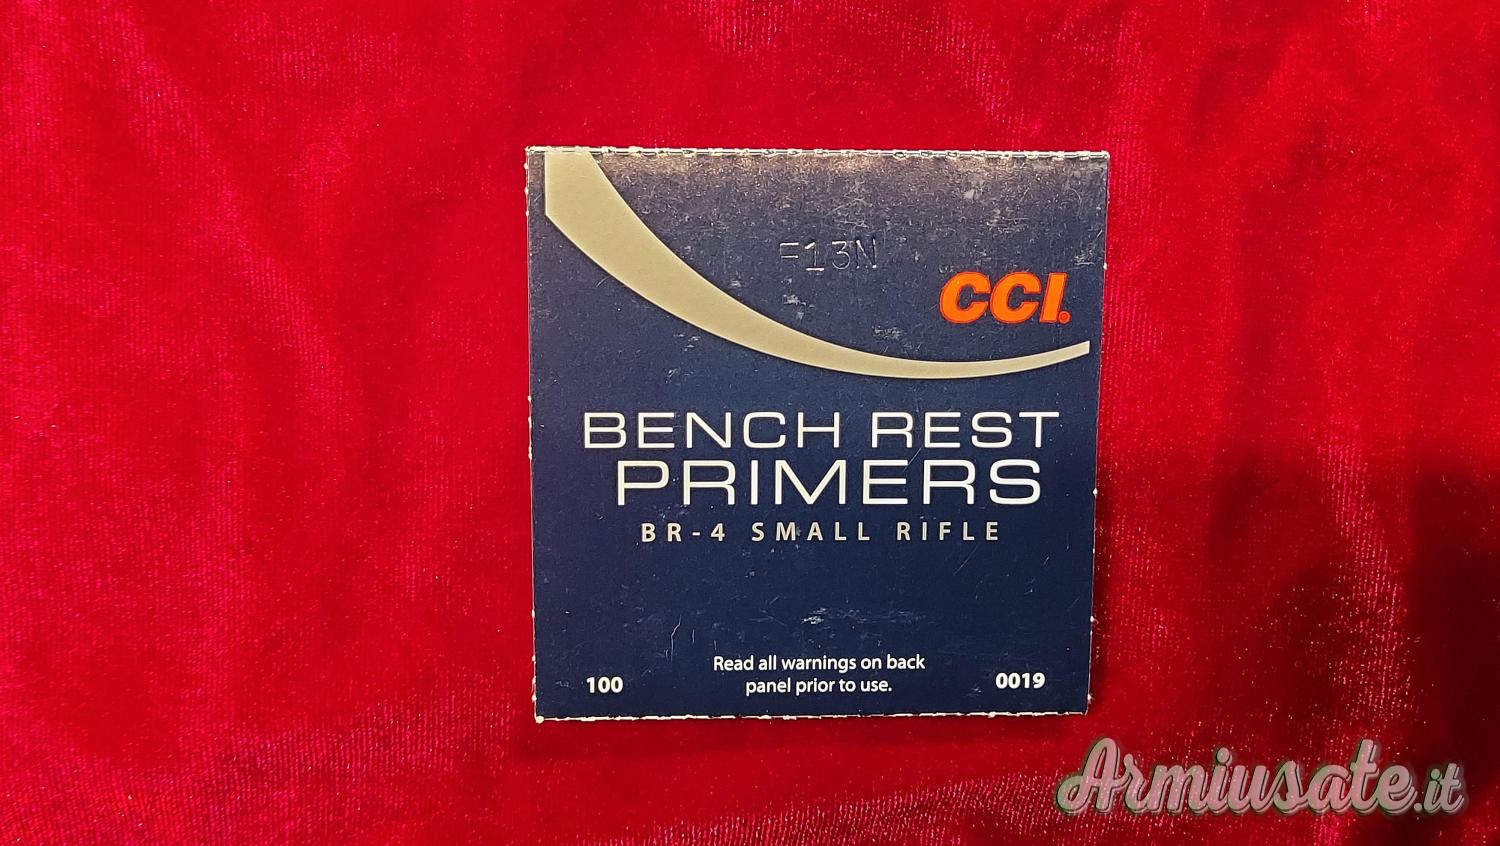 F13N
CCI®
BENCH REST
PRIMERS
BR-4 SMALL RIFLE
Read all warnings on back
panel prior to use.
100
0019
Armiusate.it